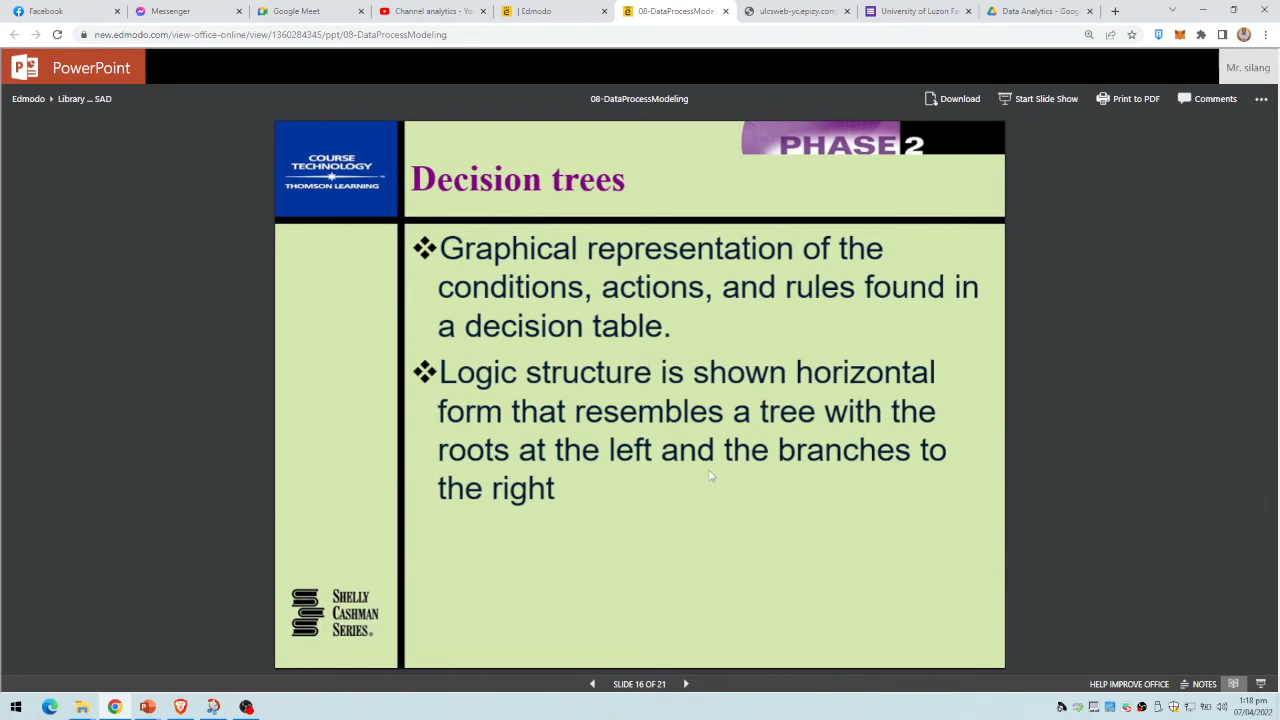 Facebook
Messenger
Google Meet
Channel analytics - Yo
| Edmodo
08-DataProcessModel
ulcsweb-ycepizy.com
University of Luzon Fa
Data Analytics - Goog
new.edmodo.com/view-office-online/view/1360284345/ppt/08-DataProcessModeling
PowerPoint
Mr. silang
Edmodo ▸ Library ... SAD
08-DataProcessModeling
Download
Start Slide Show
Print to PDF
Comments
COURSE
TECHNOLOGY
THOMSON LEARNING
PHASE 2
Decision trees
❖Graphical representation of the
conditions, actions, and rules found in
a decision table.
❖Logic structure is shown horizontal
form that resembles a tree with the
roots at the left and the branches to
the right
SHELLY
CASHMAN
SERIES®
SLIDE 16 OF 21
HELP IMPROVE OFFICE
NOTES
1:18 pm
07/04/2022